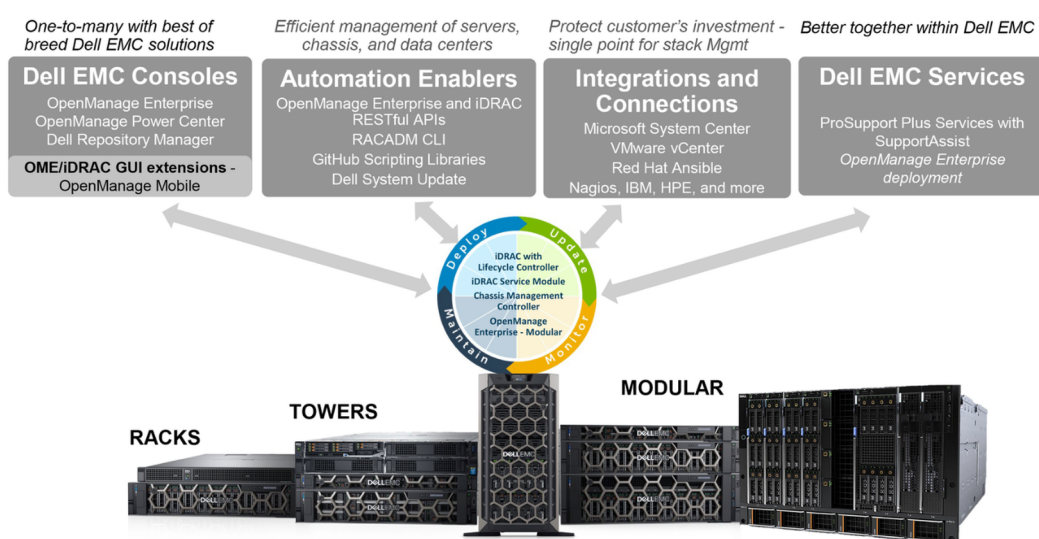 One-to-many with best of
breed Dell EMC solutions
Dell EMC Consoles
OpenManage Enterprise
OpenManage Power Center
Dell Repository Manager
OME/iDRAC GUI extensions -
OpenManage Mobile
Efficient management of servers,
chassis, and data centers
Automation Enablers
OpenManage Enterprise and iDRAC
RESTful APIs
RACADM CLI
GitHub Scripting Libraries
Dell System Update
Protect customer's investment -
single point for stack Mgmt
Integrations and
Connections
Microsoft System Center
VMware vCenter
Red Hat Ansible
Nagios, IBM, HPE, and more
Better together within Dell EMC
Dell EMC Services
ProSupport Plus Services with
SupportAssist
OpenManage Enterprise
deployment
Deploy
Update
Maintain
Monitor
iDRAC with
Lifecycle Controller
iDRAC Service Module
Chassis Management
Controller
OpenManage
Enterprise - Modular
RACKS
TOWERS
MODULAR
DELLEMC
DELLEMC
DELLEMC
DELLEMC
DELLEMC